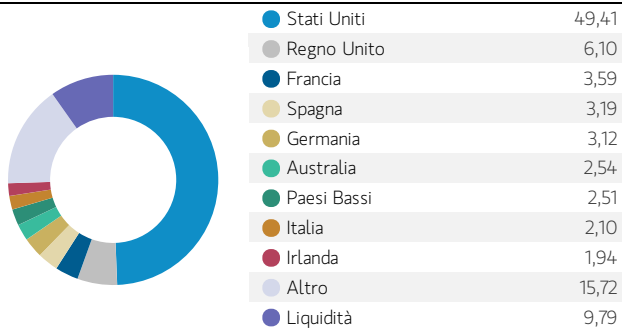 Stati Uniti 49,41
Regno Unito 6,10
Francia 3,59
Spagna 3,19
Germania 3,12
Australia 2,54
Paesi Bassi 2,51
Italia 2,10
Irlanda 1,94
Altro 15,72
Liquidità 9,79